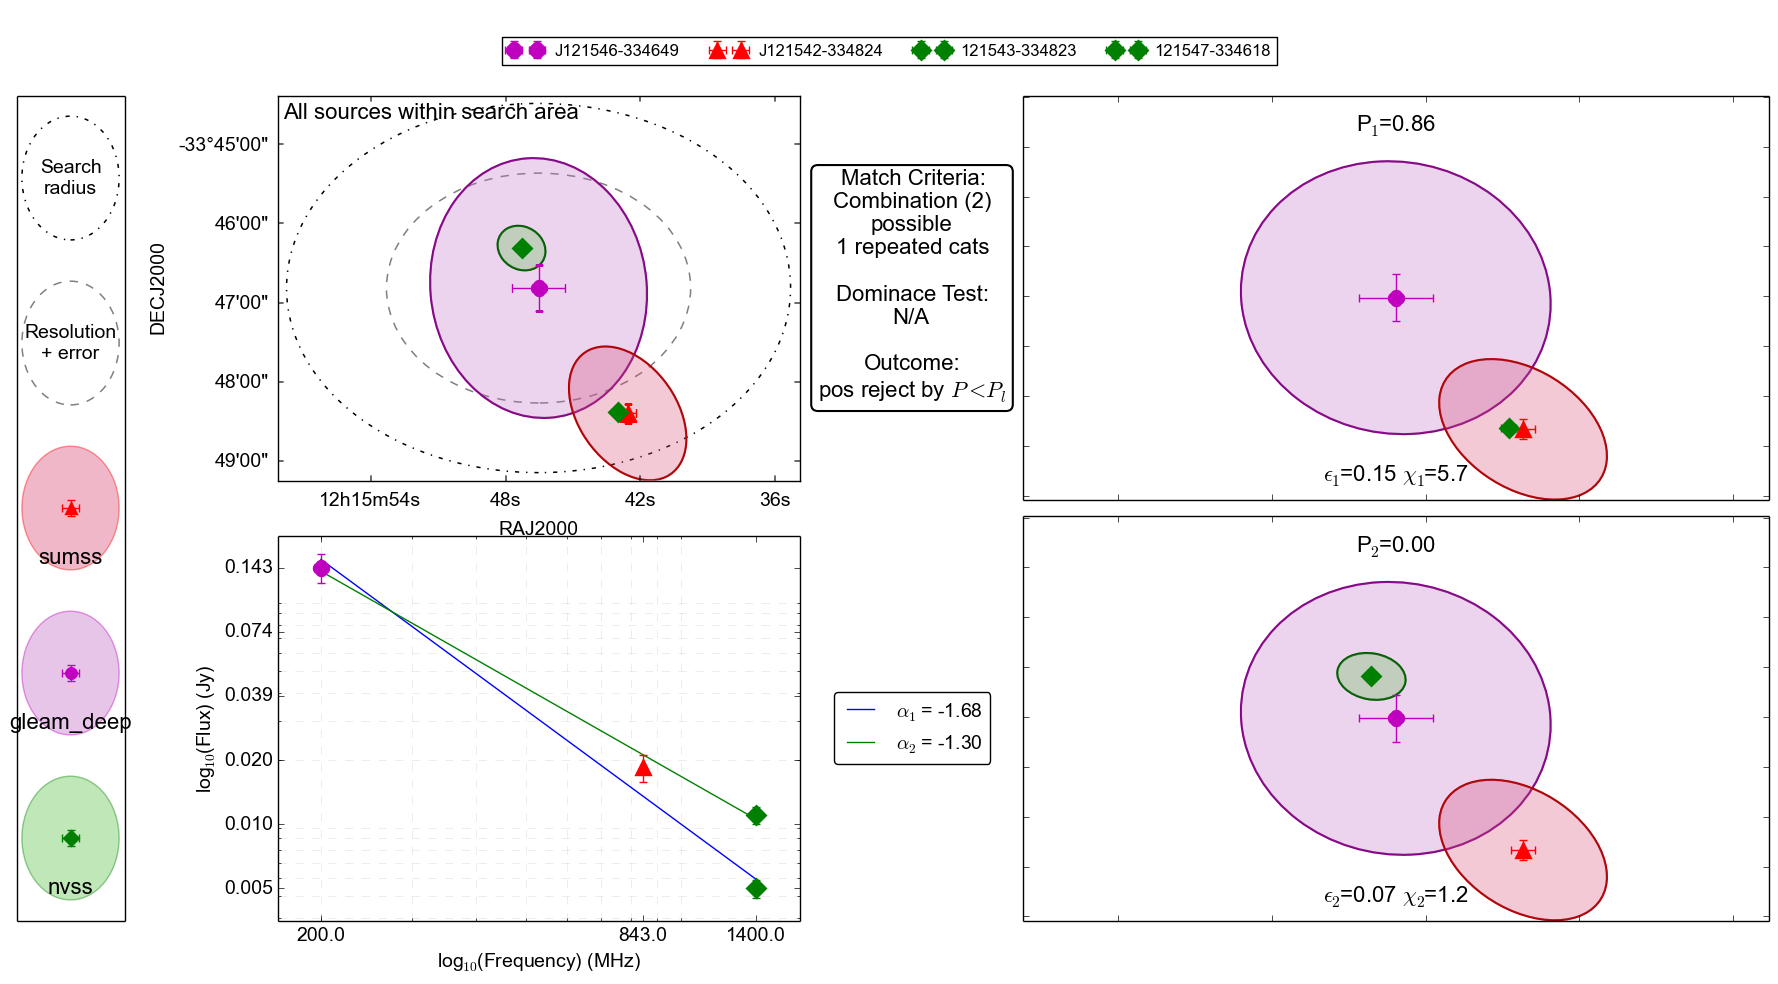 J121546-334649 J121542-334824 121543-334823 121547-334618
Search
radius
Resolution
+ error
sumss
gleam_deep
nvss
All sources within search area
DECJ2000
-33°45'00"
46'00"
47'00"
48'00"
49'00"
12h15m54s 48s 42s 36s
RAJ2000
log10(Flux) (Jy)
0.143
0.074
0.039
0.020
0.010
0.005
200.0 843.0 1400.0
log10(Frequency) (MHz)
Match Criteria:
Combination (2)
possible
1 repeated cats
Dominace Test:
N/A
Outcome:
pos reject by P<Pl
α1 = -1.68
α2 = -1.30
P1=0.86
ϵ1=0.15 χ1=5.7
P2=0.00
ϵ2=0.07 χ2=1.2